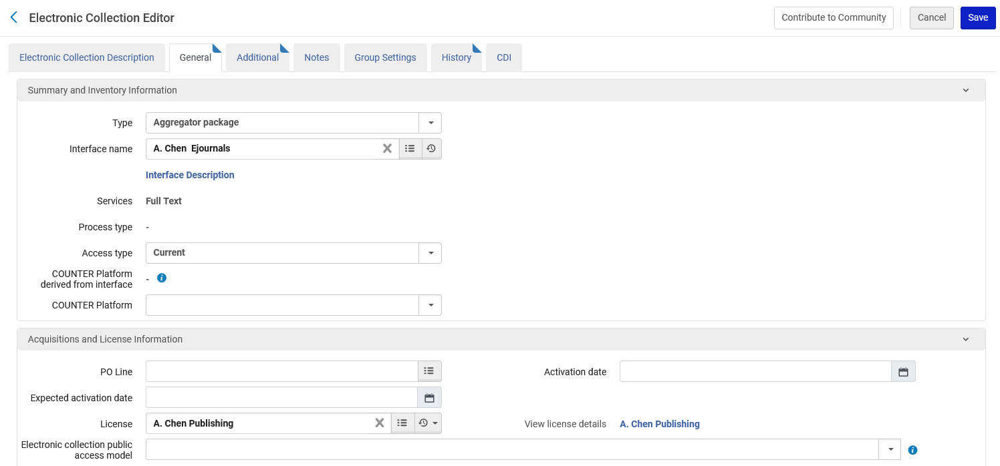 Electronic Collection Editor
Contribute to Community
Cancel
Save
Electronic Collection Description
General
Additional
Notes
Group Settings
History
CDI
Summary and Inventory Information
Type
Aggregator package
Interface name
A. Chen  Ejournals
Interface Description
Services
Full Text
Process type
-
Access type
Current
COUNTER Platform
derived from interface
-
COUNTER Platform
Acquisitions and License Information
PO Line
Activation date
Expected activation date
License
A. Chen Publishing
View license details
A. Chen Publishing
Electronic collection public
access model